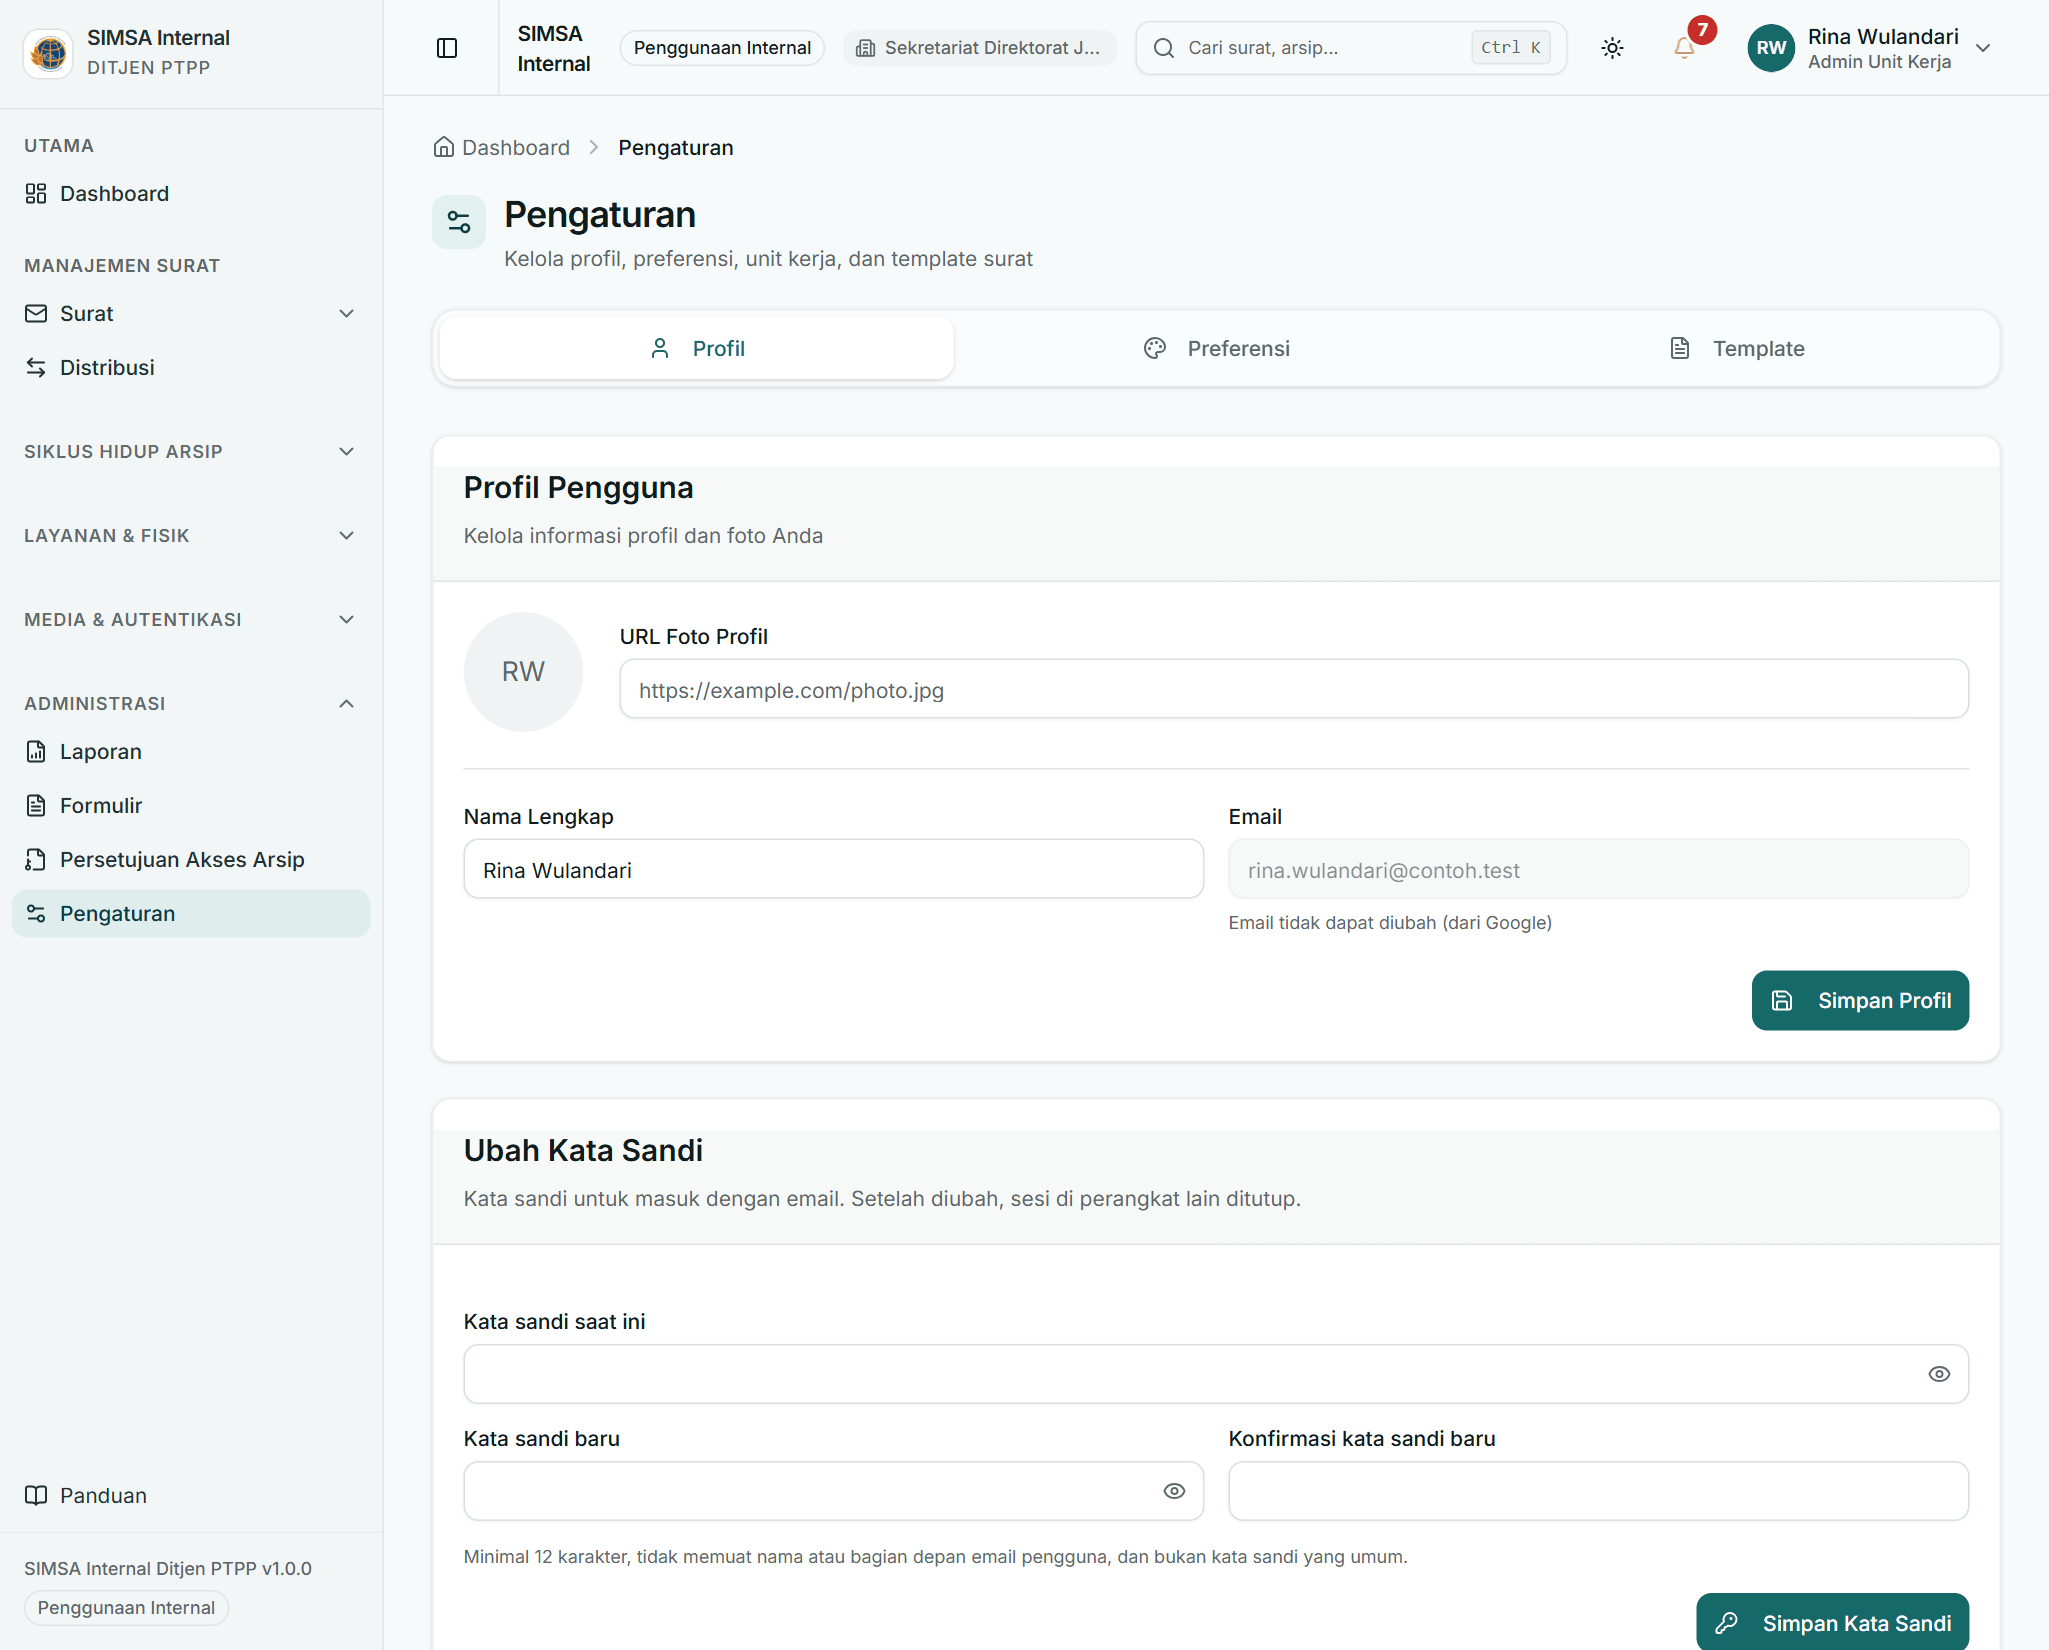 SIMSA Internal
DITJEN PTPP
UTAMA
Dashboard
MANAJEMEN SURAT
Surat
Distribusi
SIKLUS HIDUP ARSIP
LAYANAN & FISIK
MEDIA & AUTENTIKASI
ADMINISTRASI
Laporan
Formulir
Persetujuan Akses Arsip
Pengaturan
Panduan
SIMSA Internal Ditjen PTPP v1.0.0
Penggunaan Internal
SIMSA
Internal
Penggunaan Internal
Sekretariat Direktorat J...
Cari surat, arsip...
Ctrl K
7
RW
Rina Wulandari
Admin Unit Kerja
Dashboard
Pengaturan
Pengaturan
Kelola profil, preferensi, unit kerja, dan template surat
Profil
Preferensi
Template
Profil Pengguna
Kelola informasi profil dan foto Anda
RW
URL Foto Profil
https://example.com/photo.jpg
Nama Lengkap
Rina Wulandari
Email
rina.wulandari@contoh.test
Email tidak dapat diubah (dari Google)
Simpan Profil
Ubah Kata Sandi
Kata sandi untuk masuk dengan email. Setelah diubah, sesi di perangkat lain ditutup.
Kata sandi saat ini
Kata sandi baru
Konfirmasi kata sandi baru
Minimal 12 karakter, tidak memuat nama atau bagian depan email pengguna, dan bukan kata sandi yang umum.
Simpan Kata Sandi